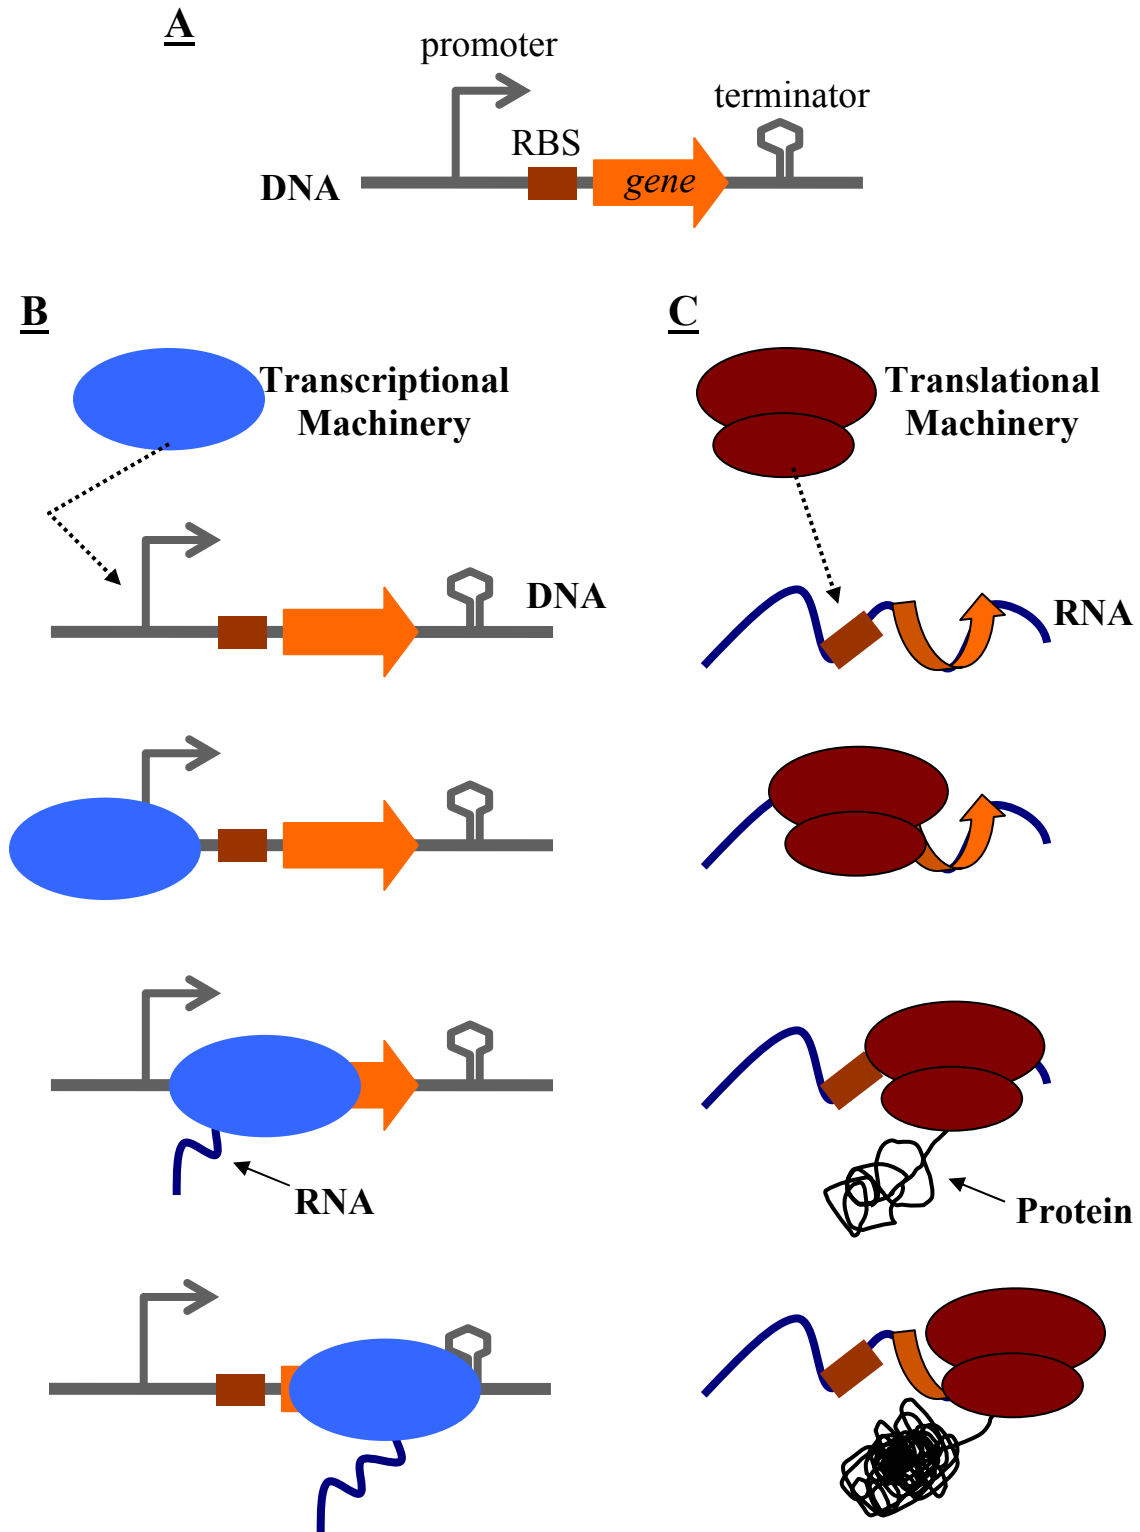 A
promoter
terminator
RBS
DNA
gene
B
Transcriptional
Machinery
DNA
RNA
C
Translational
Machinery
RNA
Protein